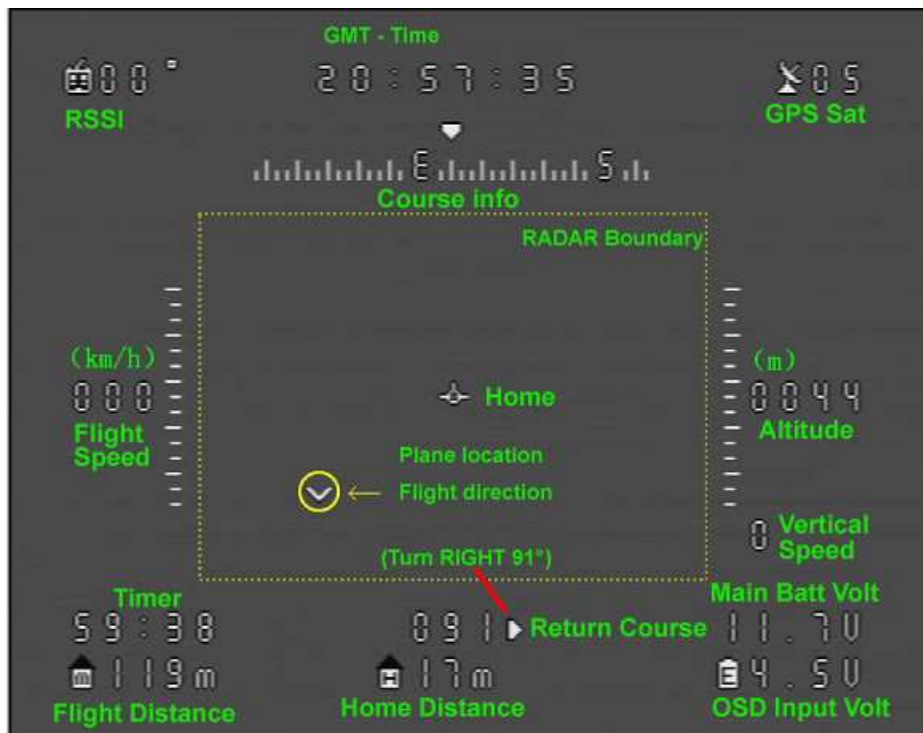 GMT - Time
00 20:57:35 05
RSSI GPS Sat
E S
Course info
RADAR Boundary
(km/h) (m)
000 0044
Home
Flight Speed
Altitude
Plane location
Flight direction
0 Vertical Speed
(Turn RIGHT 91°)
Timer Main Batt Volt
59:38 091 Return Course 11.7V
m 119m H 17m E 4.5V
Flight Distance Home Distance OSD Input Volt